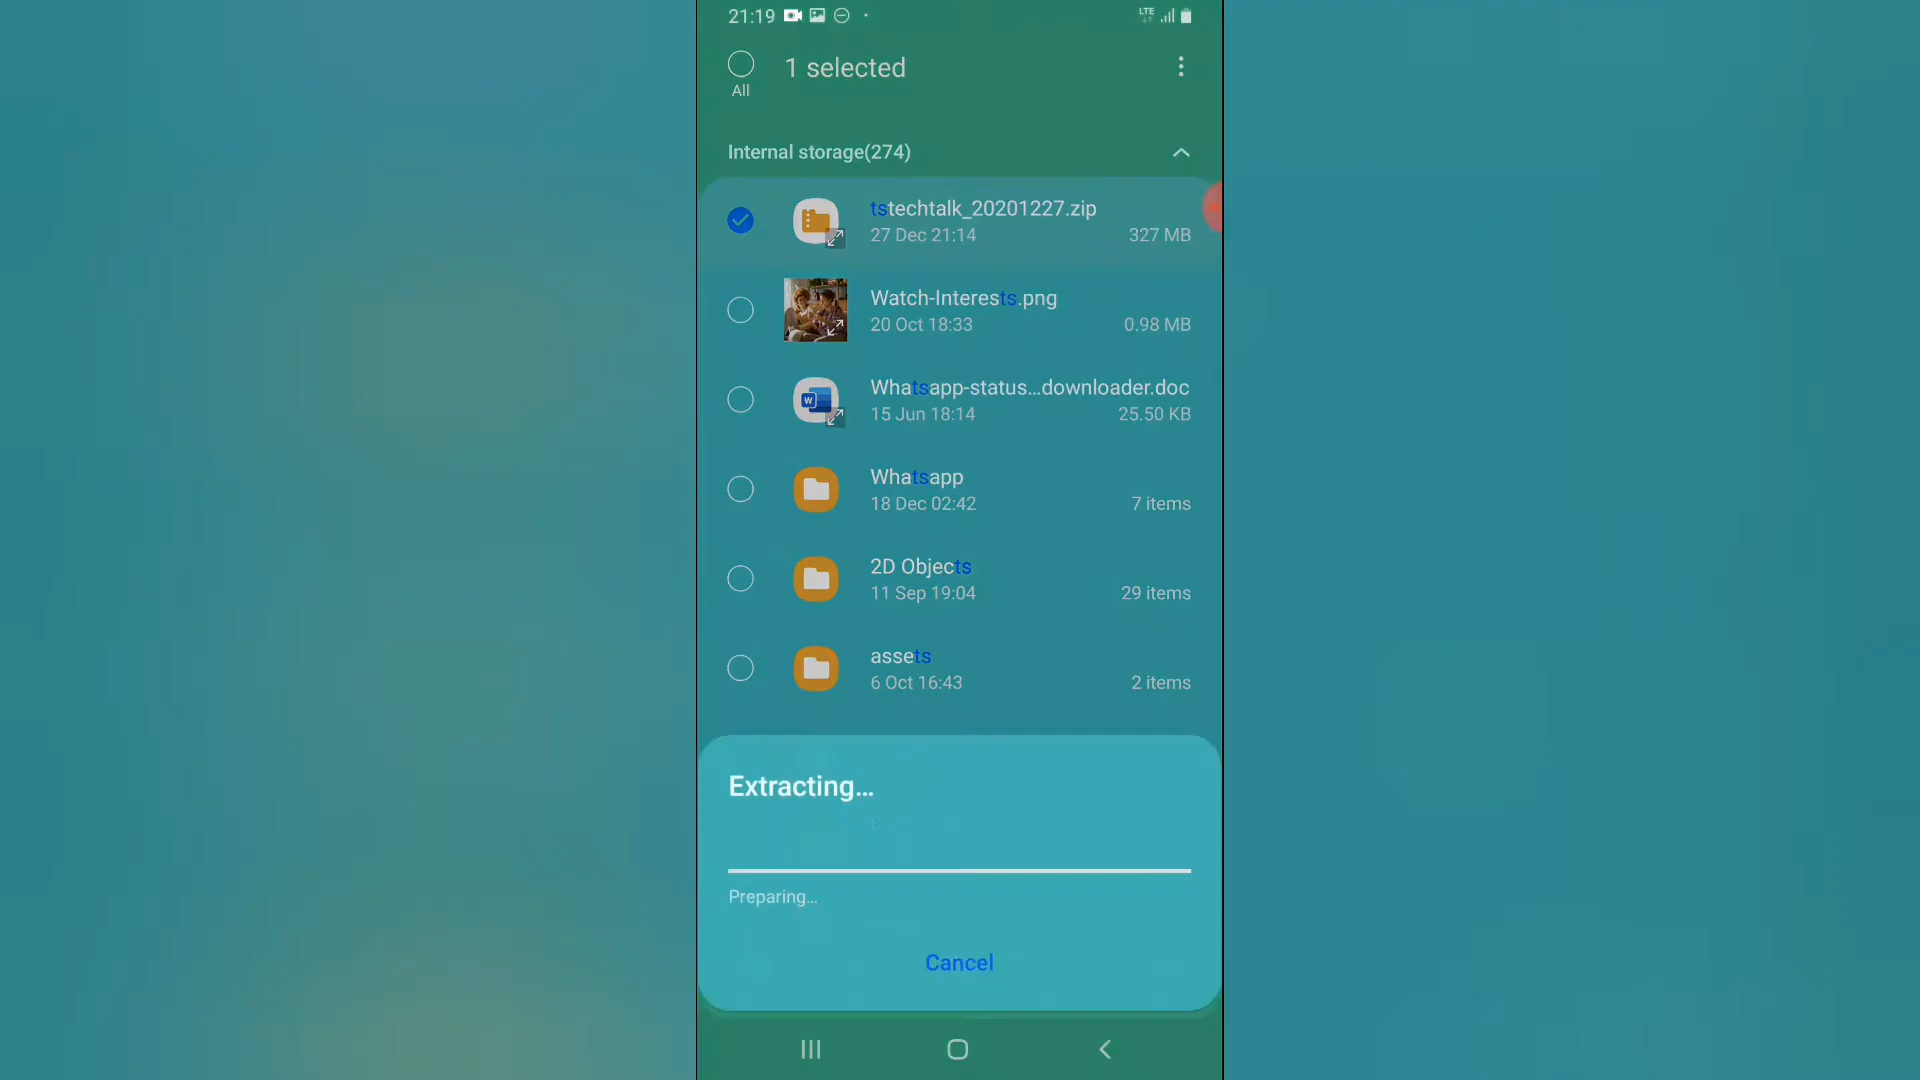 21:19
LTE
1 selected
All
Internal storage(274)
tstechtalk_20201227.zip
27 Dec 21:14
327 MB
Watch-Interests.png
20 Oct 18:33
0.98 MB
Whatsapp-status...downloader.doc
15 Jun 18:14
25.50 KB
Whatsapp
18 Dec 02:42
7 items
2D Objects
11 Sep 19:04
29 items
assets
6 Oct 16:43
2 items
Extracting...
Preparing...
Cancel